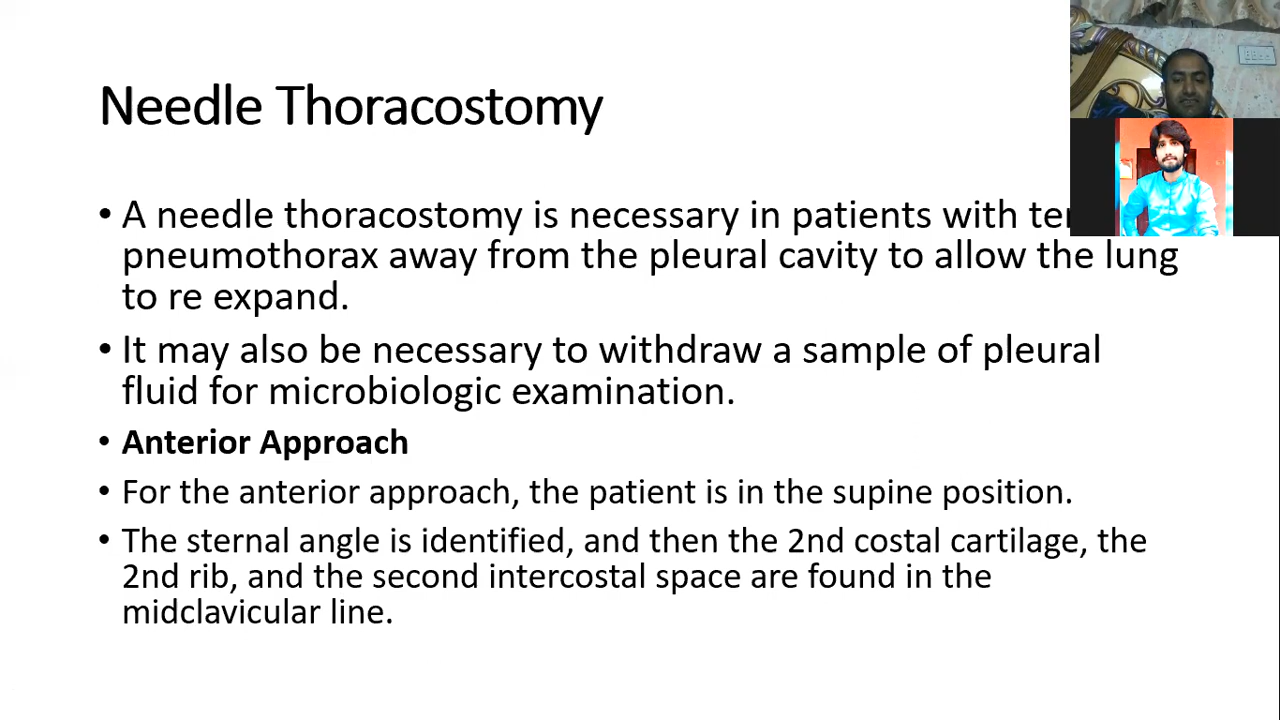 Needle Thoracostomy
• A needle thoracostomy is necessary in patients with
pneumothorax away from the pleural cavity to allow the lung
to re expand.
• It may also be necessary to withdraw a sample of pleural
fluid for microbiologic examination.
• Anterior Approach
• For the anterior approach, the patient is in the supine position.
• The sternal angle is identified, and then the 2nd costal cartilage, the
2nd rib, and the second intercostal space are found in the
midclavicular line.